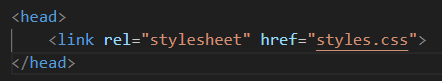 <head>
    <link rel="stylesheet" href="styles.css">
</head>